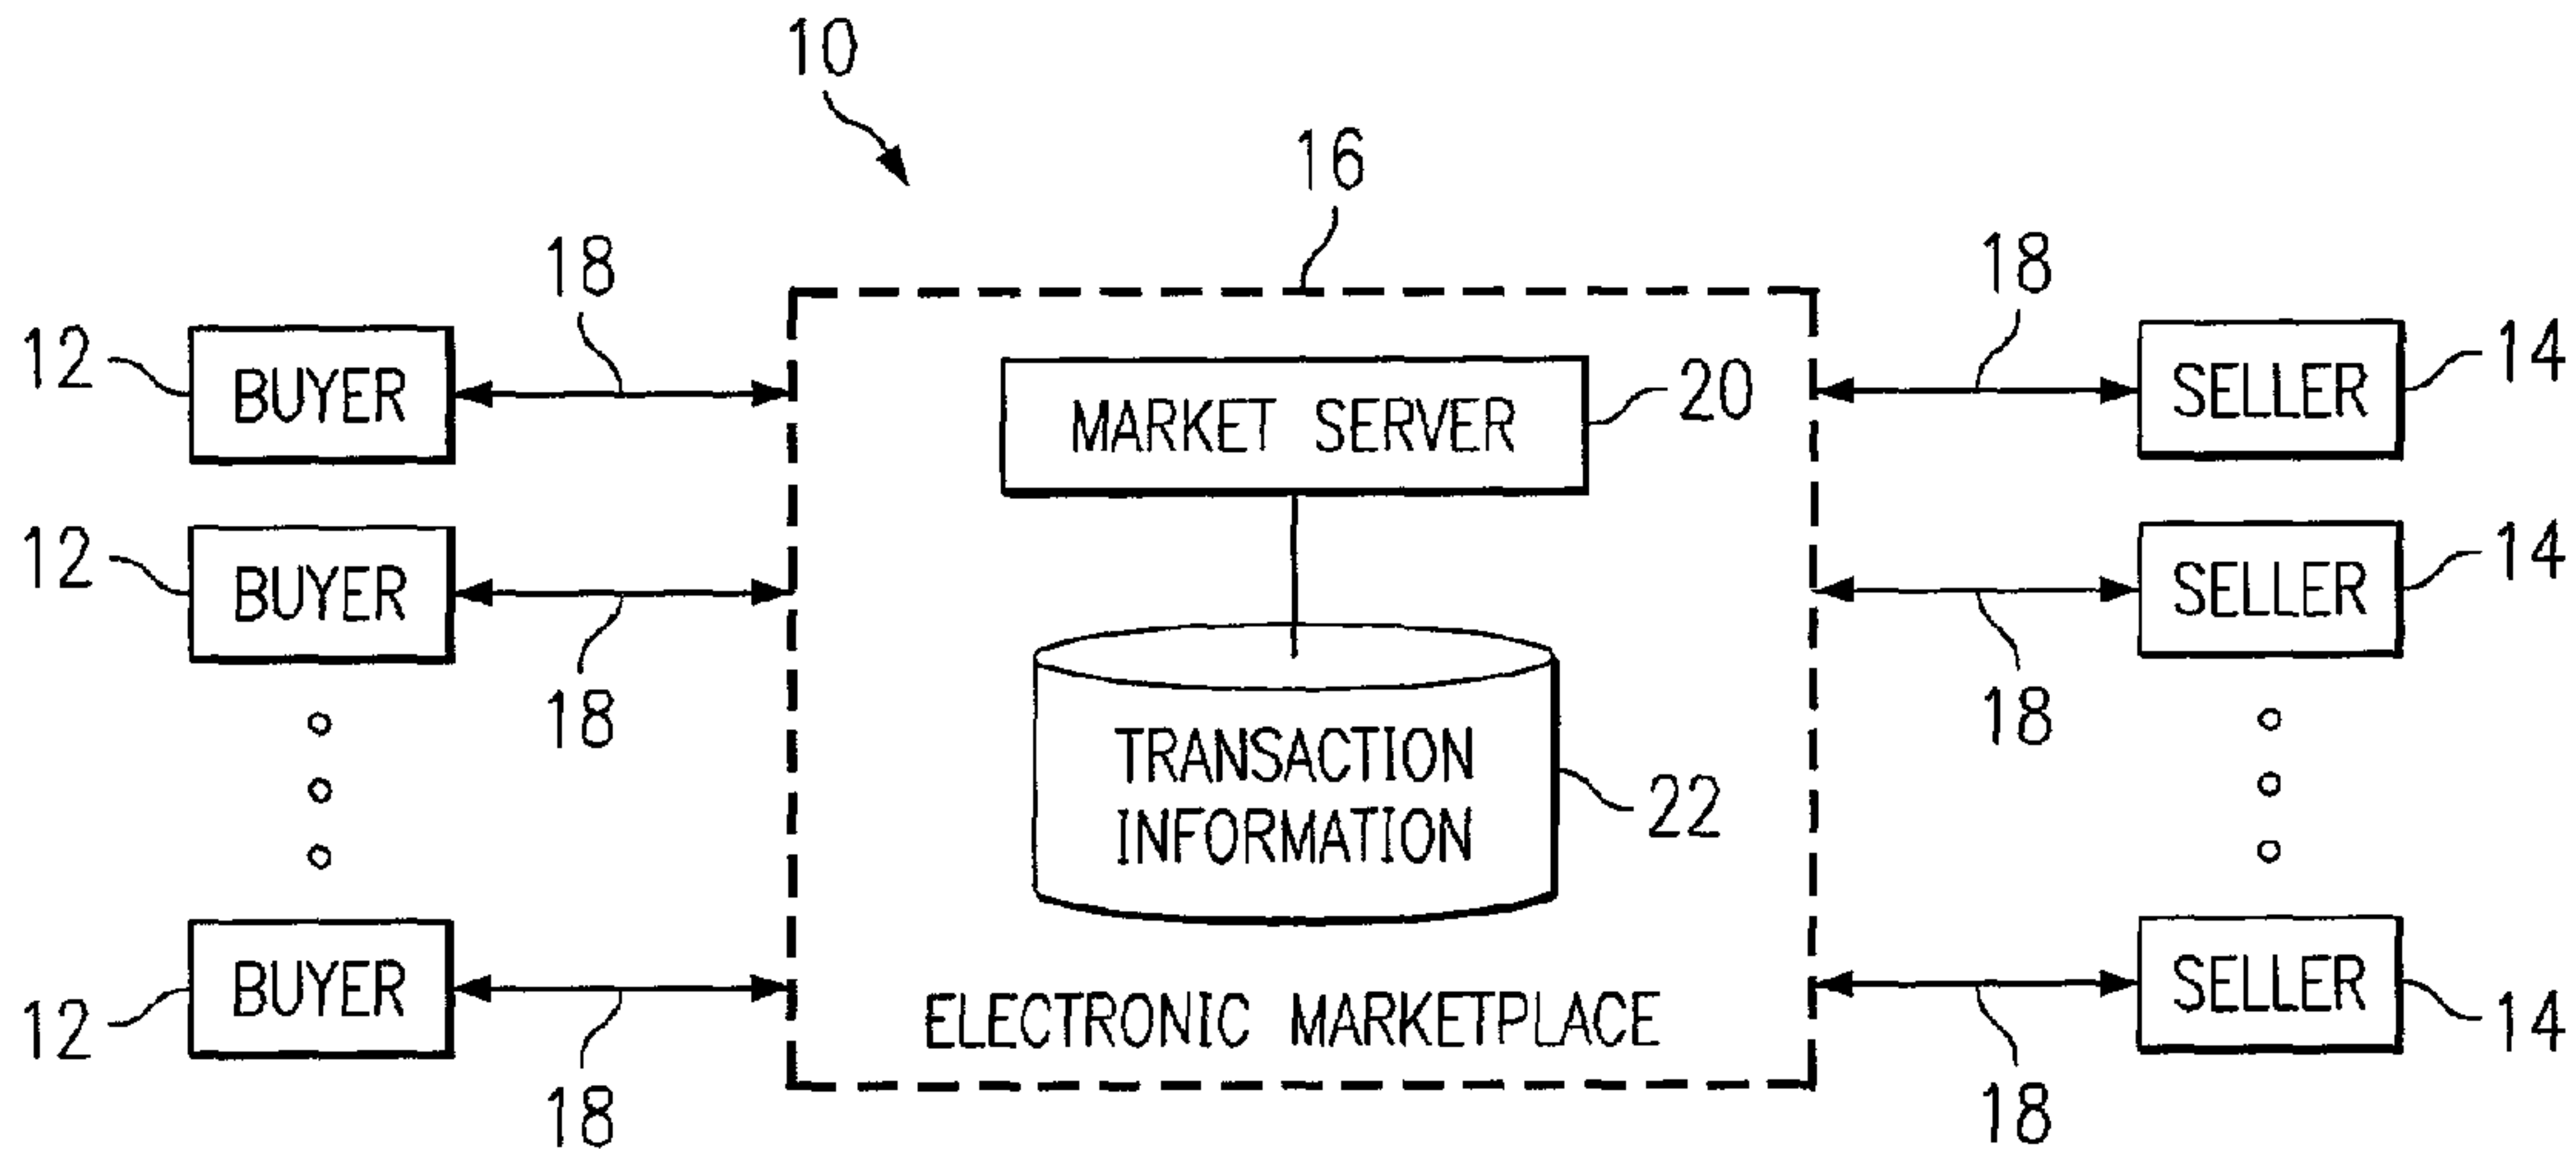 10
16
18
18
12
BUYER
MARKET SERVER
20
SELLER
14
12
BUYER
SELLER
14
18
18
TRANSACTION
INFORMATION
22
12
BUYER
ELECTRONIC MARKETPLACE
SELLER
14
18
18